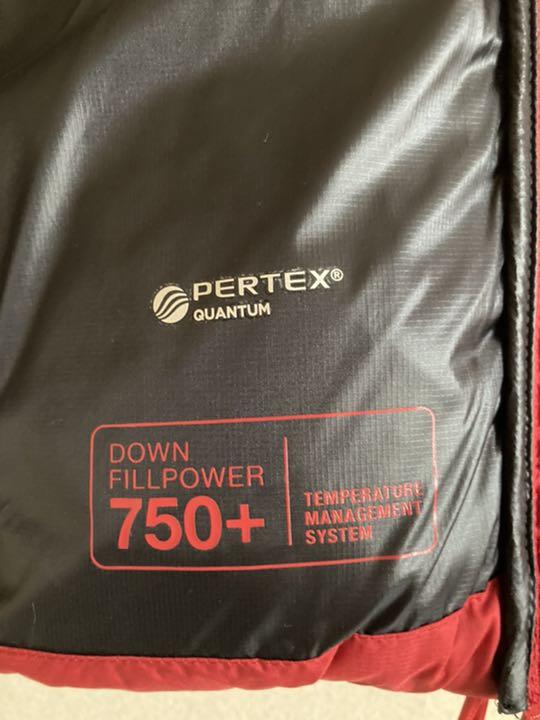 PERTEX®
QUANTUM
DOWN
FILLPOWER
750+
TEMPERATURE
MANAGEMENT
SYSTEM